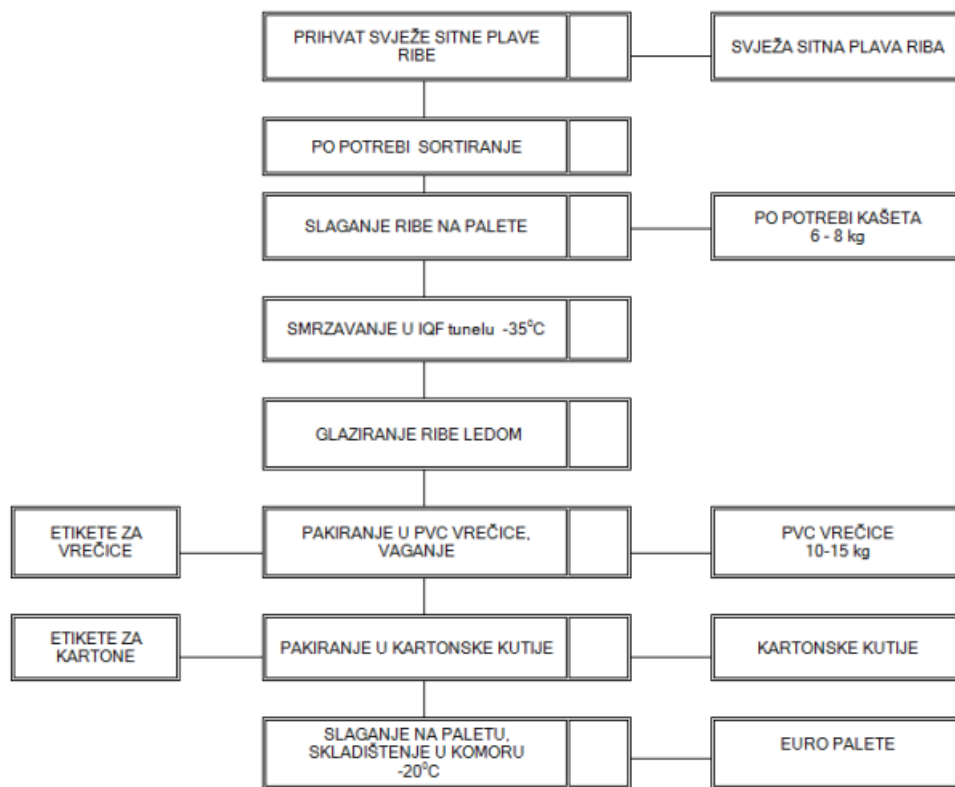 PRIHVAT SVJEŽE SITNE PLAVE
RIBE
SVJEŽA SITNA PLAVA RIBA
PO POTREBI SORTIRANJE
SLAGANJE RIBE NA PALETE
PO POTREBI KAŠETA
6 - 8 kg
SMRZAVANJE U IQF tunelu -35⁰C
GLAZIRANJE RIBE LEDOM
ETIKETE ZA
VREČICE
PAKIRANJE U PVC VREČICE,
VAGANJE
PVC VREČICE
10-15 kg
ETIKETE ZA
KARTONE
PAKIRANJE U KARTONSKE KUTIJE
KARTONSKE KUTIJE
SLAGANJE NA PALETU,
SKLADIŠTENJE U KOMORU
-20⁰C
EURO PALETE